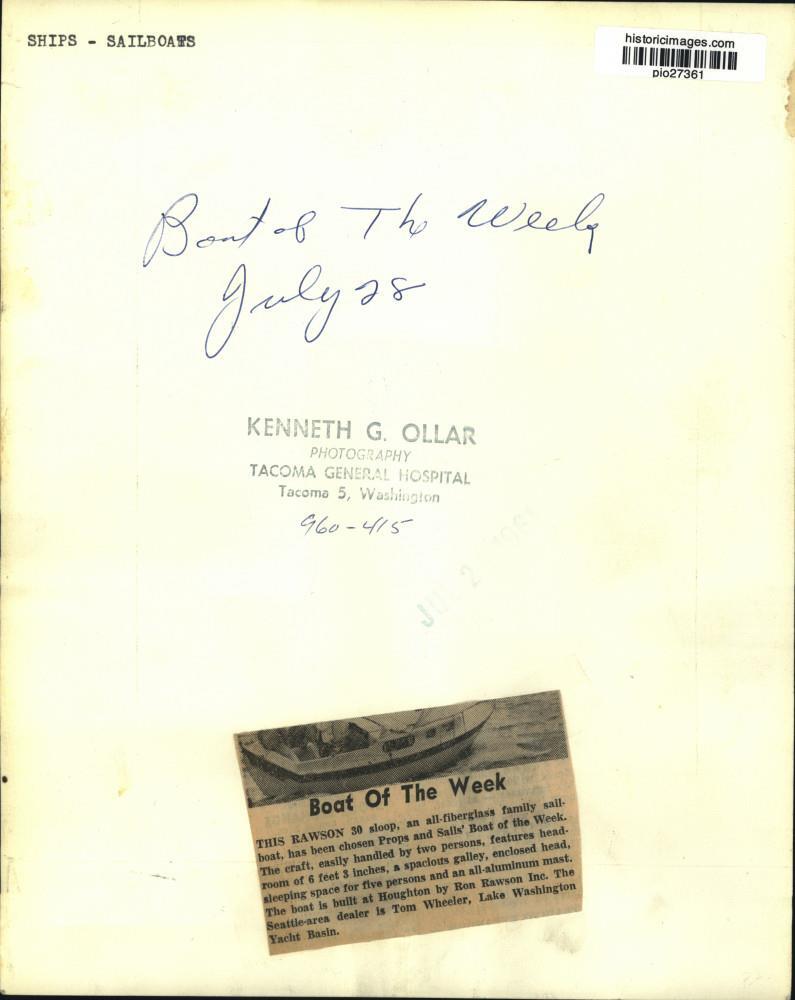 SHIPS - SAILBOATS
historicimages.com
pio27361
Boat of The Week
July 28
KENNETH G. OLLAR
PHOTOGRAPHY
TACOMA GENERAL HOSPITAL
Tacoma 5, Washington
960-415
Boat Of The Week
THIS RAWSON 30 sloop, an all-fiberglass family sail-
boat, has been chosen Props and Sails' Boat of the Week.
The craft, easily handled by two persons, features head-
room of 6 feet 3 inches, a spacious galley, enclosed head,
sleeping space for five persons and an all-aluminum mast.
The boat is built at Houghton by Ron Rawson Inc. The
Seattle-area dealer is Tom Wheeler, Lake Washington
Yacht Basin.